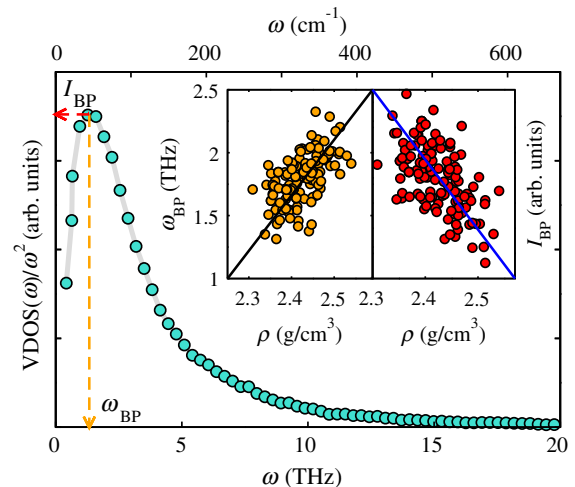 ω (cm⁻¹)
0 200 400 600
I_BP
2.5
2
1.5
1
ω_BP (THz)
I_BP (arb. units)
2.3 2.4 2.5 2.3 2.4 2.5
ρ (g/cm³) ρ (g/cm³)
VDOS(ω)/ω² (arb. units)
ω_BP
0 5 10 15 20
ω (THz)